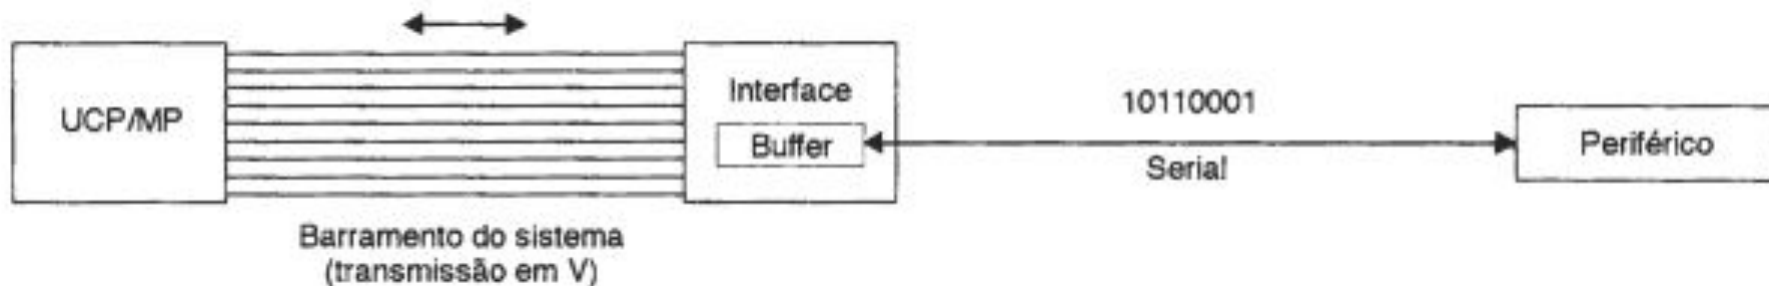 UCP/MP
Interface
Buffer
10110001
Serial
Periférico
Barramento do sistema
(transmissão em V)